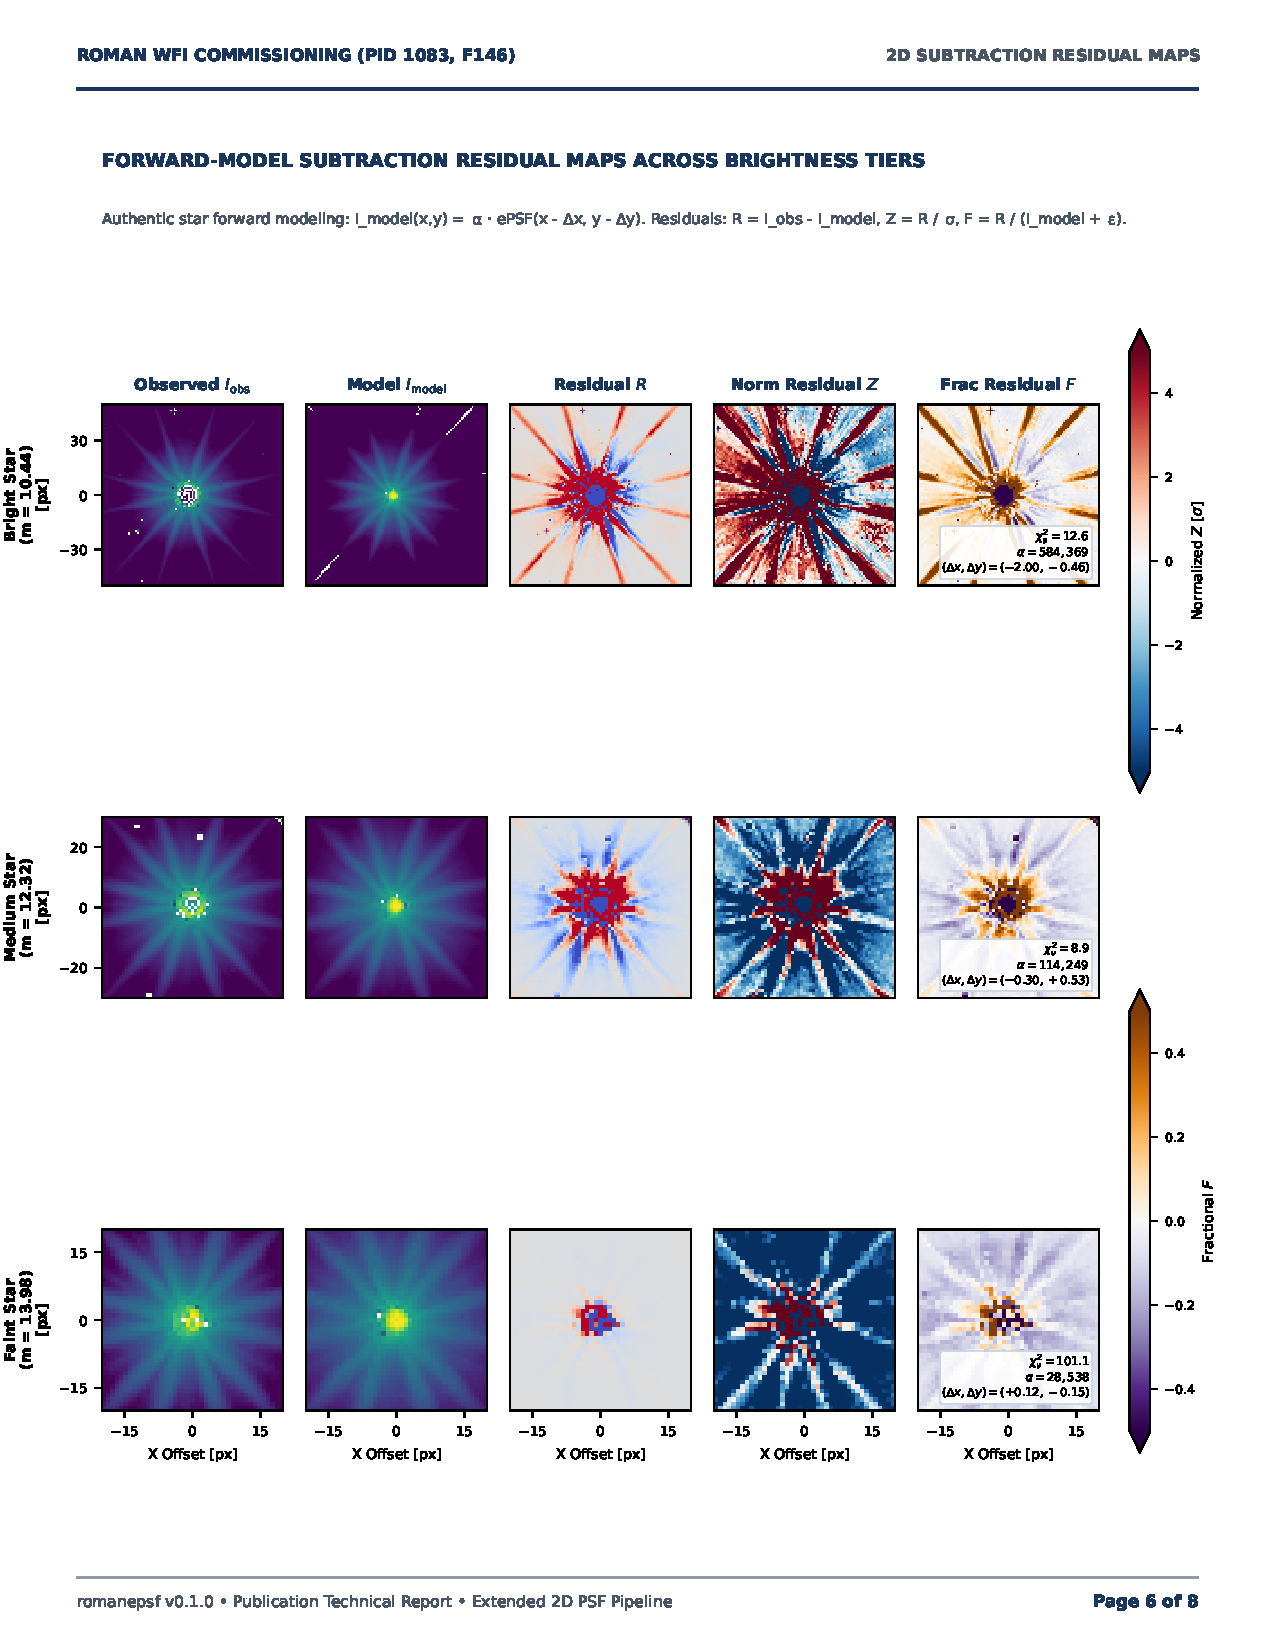 ROMAN WFI COMMISSIONING (PID 1083, F146)
2D SUBTRACTION RESIDUAL MAPS
FORWARD-MODEL SUBTRACTION RESIDUAL MAPS ACROSS BRIGHTNESS TIERS
Authentic star forward modeling: I_model(x,y) = α · ePSF(x - Δx, y - Δy). Residuals: R = I_obs - I_model, Z = R / σ, F = R / (I_model + ε).
Observed I_obs
Model I_model
Residual R
Norm Residual Z
Frac Residual F
Bright Star
(m = 10.44)
[px]
30
0
−30
χ²ᵥ = 12.6
α = 584,369
(Δx, Δy) = (−2.00, −0.46)
4
2
0
−2
−4
Normalized Z [σ]
Medium Star
(m = 12.32)
[px]
20
0
−20
χ²ᵥ = 8.9
α = 114,249
(Δx, Δy) = (−0.30, +0.53)
0.4
0.2
0.0
−0.2
−0.4
Fractional F
Faint Star
(m = 13.98)
[px]
15
0
−15
χ²ᵥ = 101.1
α = 28,538
(Δx, Δy) = (+0.12, −0.15)
−15 0 15
−15 0 15
−15 0 15
−15 0 15
−15 0 15
X Offset [px]
X Offset [px]
X Offset [px]
X Offset [px]
X Offset [px]
romanepsf v0.1.0 • Publication Technical Report • Extended 2D PSF Pipeline
Page 6 of 8